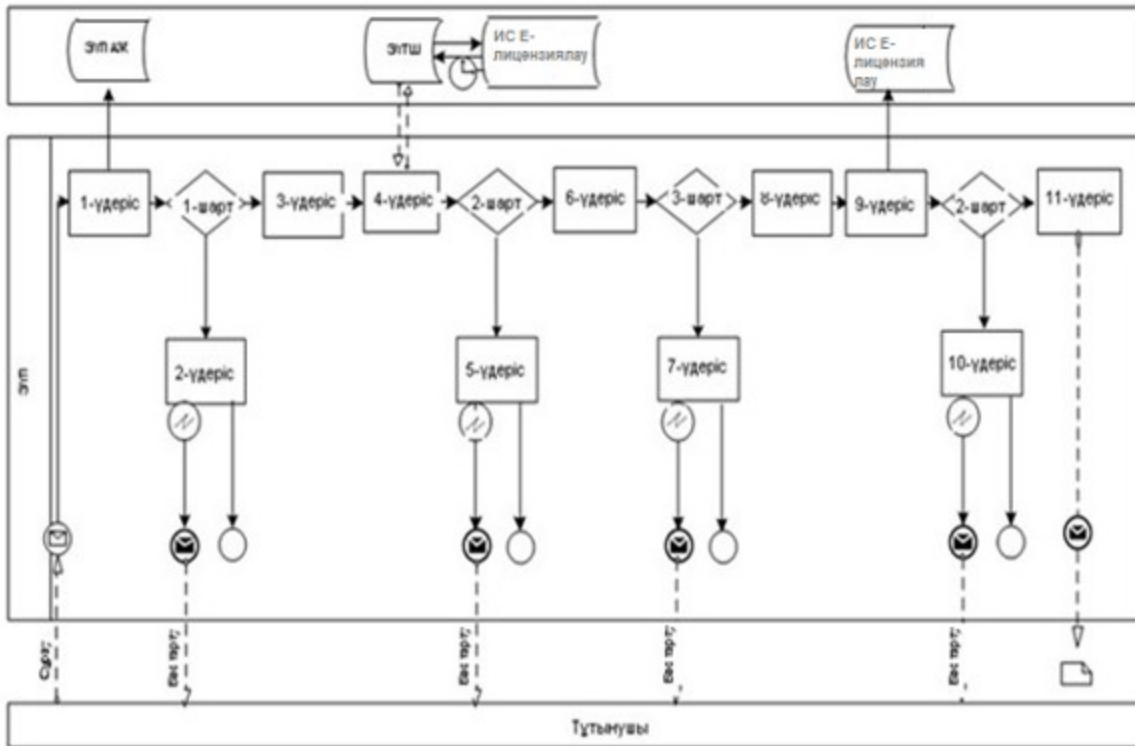 ЭҮП АЖ
ЭҮТШ
ИС Е-
лицензиялау
ИС Е-
лицензия
лау
1-үдеріс
1-шарт
3-үдеріс
4-үдеріс
2-шарт
6-үдеріс
3-шарт
8-үдеріс
9-үдеріс
2-шарт
11-үдеріс
2-үдеріс
5-үдеріс
7-үдеріс
10-үдеріс
ЭҮП
Бас тарту
Бас тарту
Бас тарту
Бас тарту
Тұтынушы